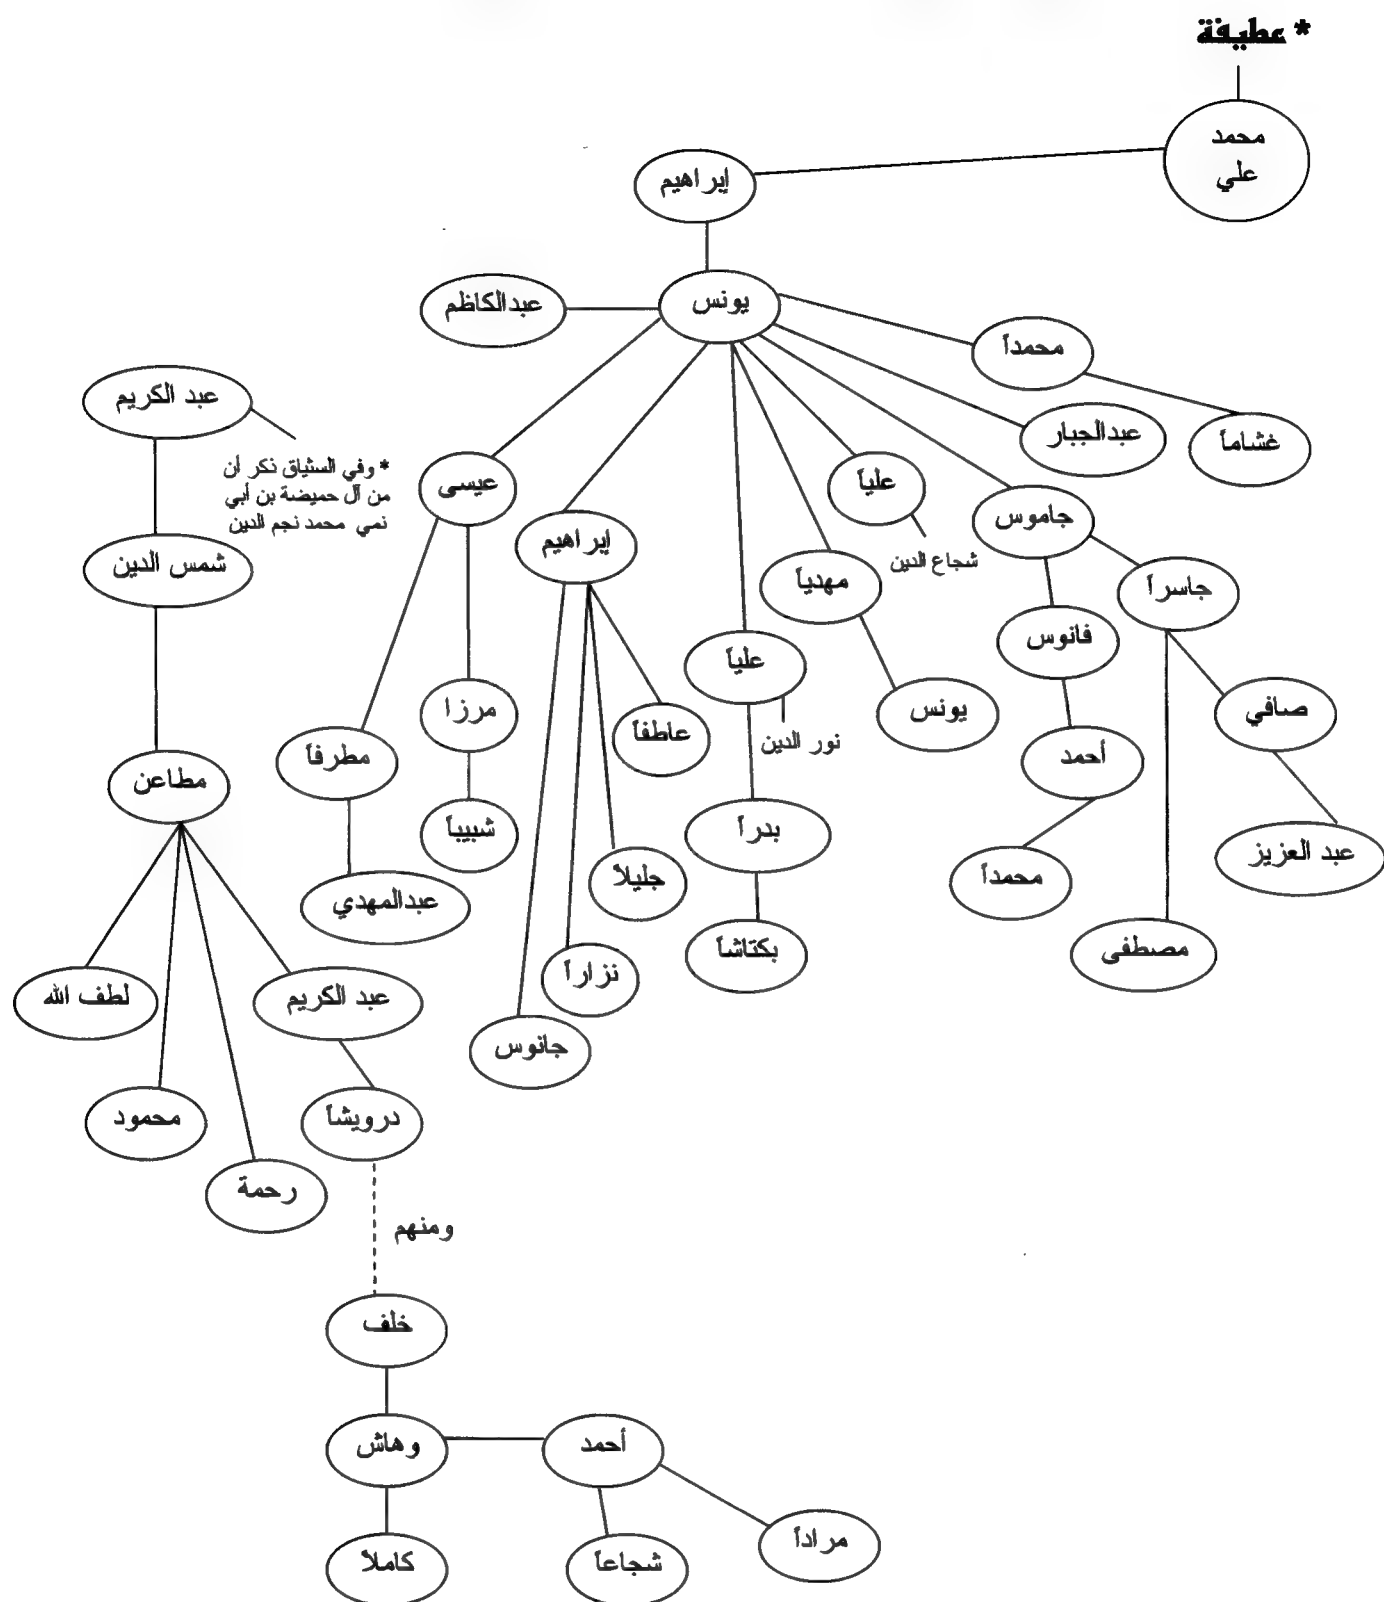 * عطيفة
محمد
علي
إبراهيم
يونس
عبدالكاظم
محمداً
غشاماً
عبدالجبار
جاموس
جاسراً
فانوس
صافي
أحمد
عبد العزيز
محمداً
مصطفى
علياً
شجاع الدين
مهدياً
يونس
علياً
نور الدين
بدراً
بكتاشاً
إبراهيم
عاطفاً
جليلاً
نزاراً
جانوس
عيسى
مرزا
شبيباً
مطرفاً
عبدالمهدي
عبد الكريم
* وفي السياق ذكر أن
من آل حميضة بن أبي
نمي محمد نجم الدين
شمس الدين
مطاعن
عبد الكريم
لطف الله
محمود
رحمة
درويشاً
ومنهم
خلف
وهاش
أحمد
مراداً
شجاعاً
كاملاً